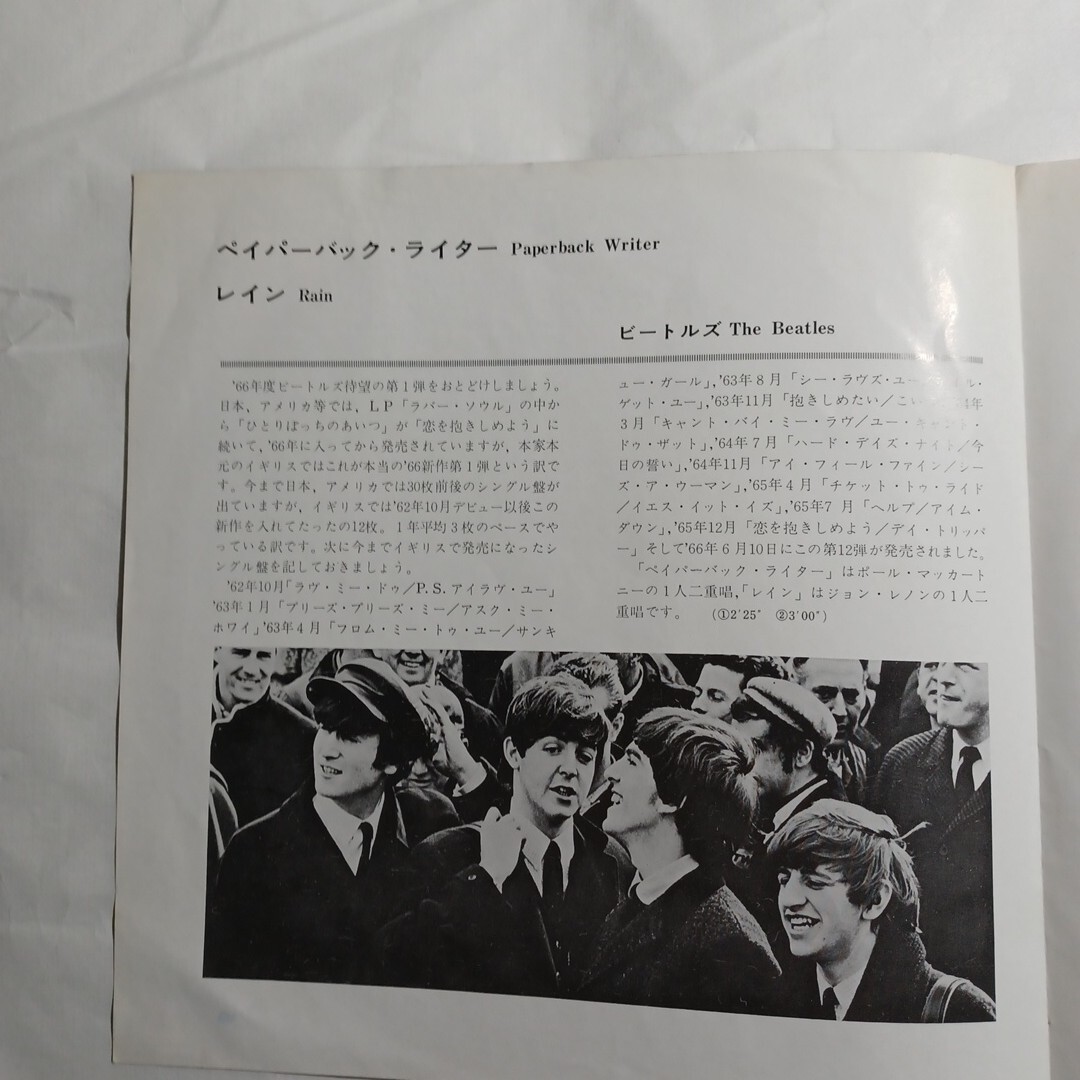 ペイパーバック・ライター Paperback Writer
レイン Rain
ビートルズ The Beatles
'66年度ビートルズ待望の第1弾をおとどけしましょう。
日本，アメリカ等では，LP「ラバー・ソウル」の中か
ら「ひとりぼっちのあいつ」が「恋を抱きしめよう」に
続いて，'66年に入ってから発売されていますが，本家本
元のイギリスではこれが本当の'66新作第1弾という訳で
す。今まで日本，アメリカでは30枚前後のシングル盤が
出ていますが，イギリスでは'62年10月デビュー以後この
新作を入れてたったの12枚。1年平均3枚のペースでや
っている訳です。次に今までイギリスで発売になったシ
ングル盤を記しておきましょう。
'62年10月「ラヴ・ミー・ドゥ/P.S.アイラヴ・ユー」
'63年1月「プリーズ・プリーズ・ミー/アスク・ミー・
ホワイ」'63年4月「フロム・ミー・トゥ・ユー/サンキ
ュー・ガール」，'63年8月「シー・ラヴズ・ユー
ゲット・ユー」，'63年11月「抱きしめたい/こい
3月「キャント・バイ・ミー・ラヴ/ユー・キャント・
ドゥ・ザット」，'64年7月「ハード・デイズ・ナイト/今
日の誓い」，'64年11月「アイ・フィール・ファイン/シー
ズ・ア・ウーマン」，'65年4月「チケット・トゥ・ライド
/イエス・イット・イズ」，'65年7月「ヘルプ/アイム・
ダウン」，'65年12月「恋を抱きしめよう/デイ・トリッパ
ー」そして'66年6月10日にこの第12弾が発売されました。
「ペイパーバック・ライター」はポール・マッカート
ニーの1人二重唱，「レイン」はジョン・レノンの1人二
重唱です。 (①2'25" ②3'00")